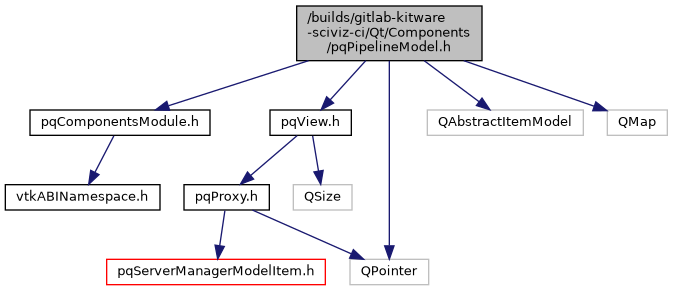 /builds/gitlab-kitware
-sciviz-ci/Qt/Components
/pqPipelineModel.h
pqComponentsModule.h
pqView.h
QAbstractItemModel
QMap
vtkABINamespace.h
pqProxy.h
QSize
pqServerManagerModelItem.h
QPointer